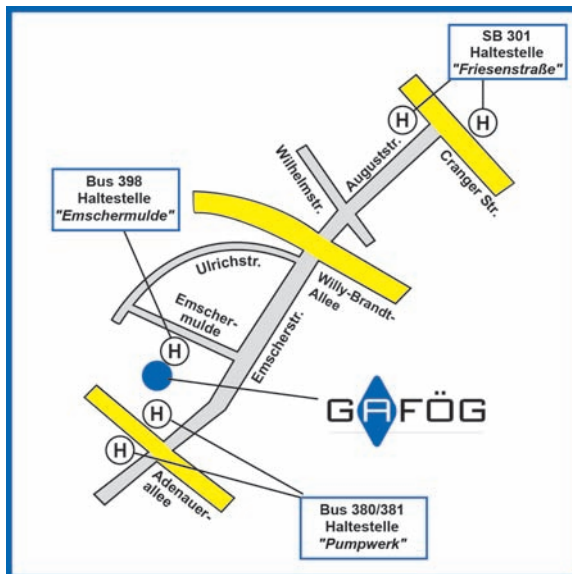 SB 301
Haltestelle
"Friesenstraße"
H
H
Auguststr.
Wilhelmstr.
Cranger Str.
Bus 398
Haltestelle
"Emschermulde"
Ulrichstr.
Willy-Brandt-
Allee
Emscher-
mulde
Emscherstr.
H
GAFÖG
H
H
Adenauer-
allee
Bus 380/381
Haltestelle
"Pumpwerk"